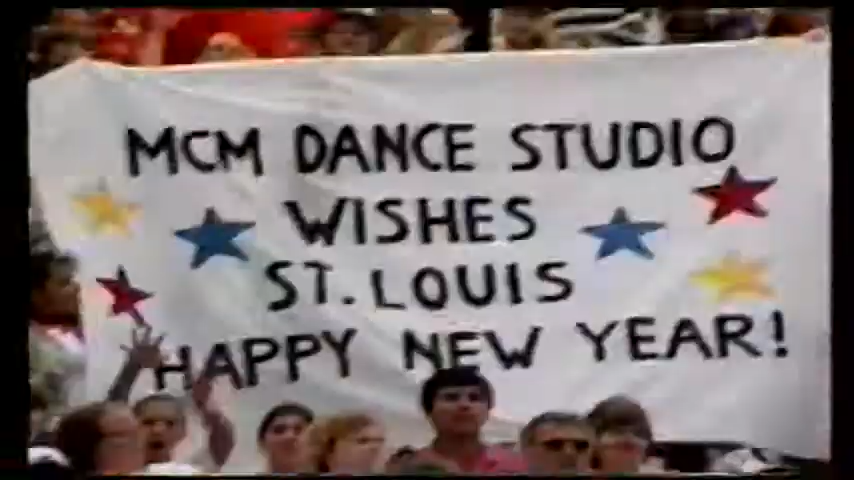 MCM DANCE STUDIO
WISHES
ST. LOUIS
HAPPY NEW YEAR!